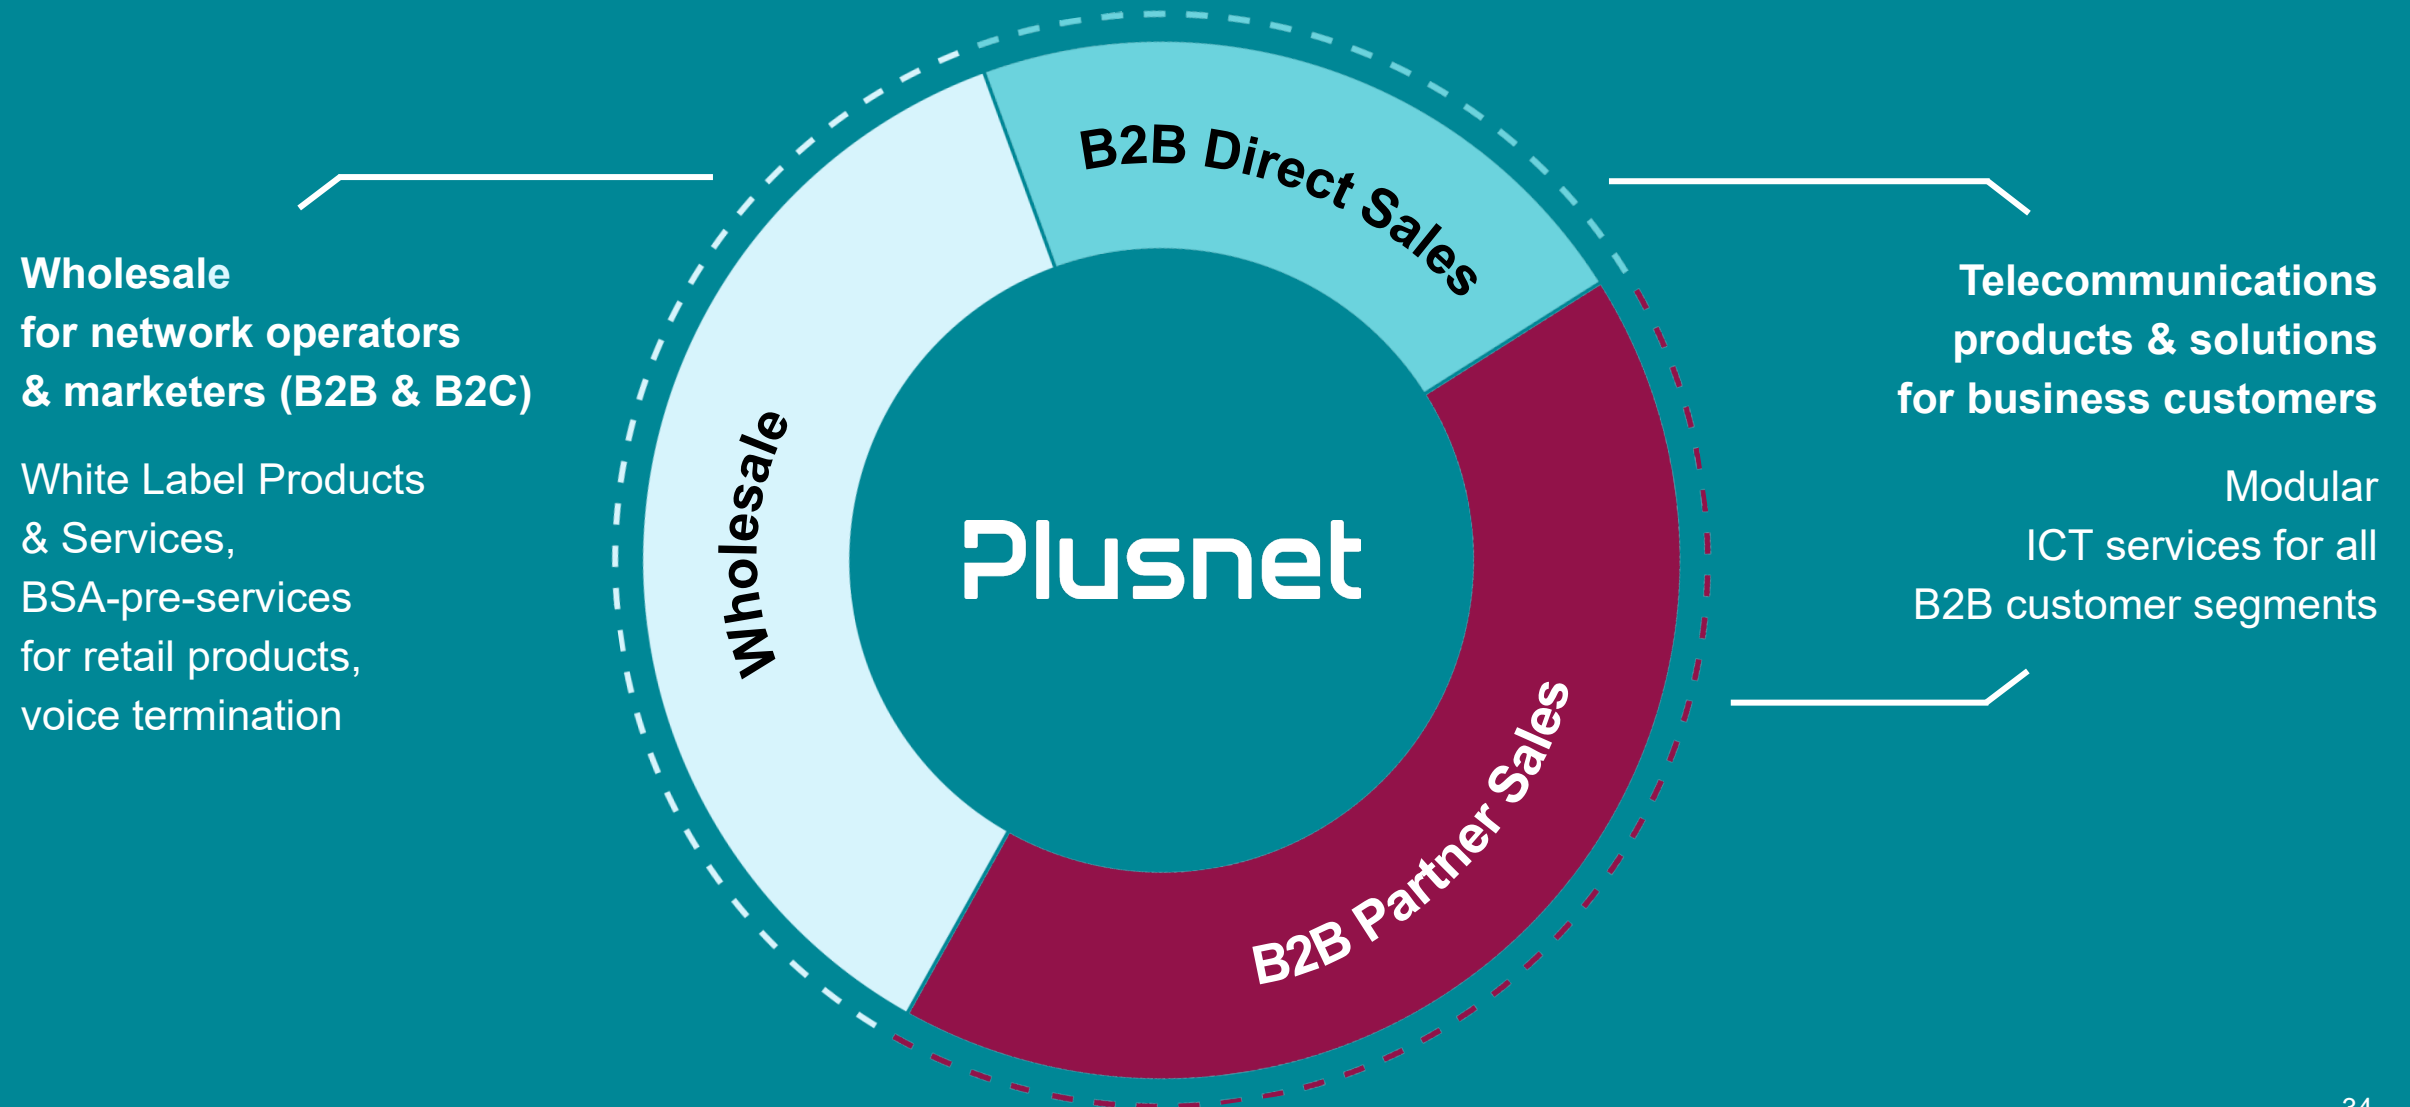 B2B Direct Sales
Wholesale
for network operators
& marketers (B2B & B2C)
White Label Products
& Services,
BSA-pre-services
for retail products,
voice termination
Wholesale
Plusnet
B2B Partner Sales
Telecommunications
products & solutions
for business customers
Modular
ICT services for all
B2B customer segments
34